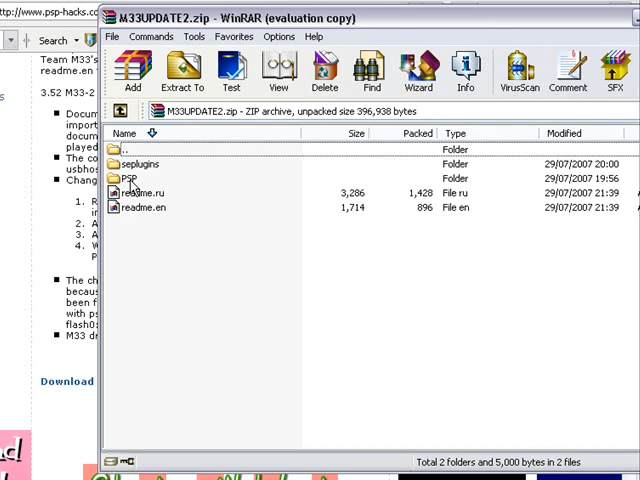 http://www.psp-hacks.co
M33UPDATE2.zip - WinRAR (evaluation copy)
File Commands Tools Favorites Options Help
Search
Add Extract To Test View Delete Find Wizard Info VirusScan Comment SFX
Team M33's
readme.en
M33UPDATE2.zip - ZIP archive, unpacked size 396,938 bytes
3.52 M33-2
Name Size Packed Type Modified
.. Folder
seplugins Folder 29/07/2007 20:00
PSP Folder 29/07/2007 19:56
readme.ru 3,286 1,428 File ru 29/07/2007 21:39
readme.en 1,714 896 File en 29/07/2007 21:39
Docum
import
docum
played
The co
usbhos
Chang
1. R
in
2. A
3. A
4. W
P
The ch
becaus
been f
with ps
flash0:
M33 dr
Download
Total 2 folders and 5,000 bytes in 2 files